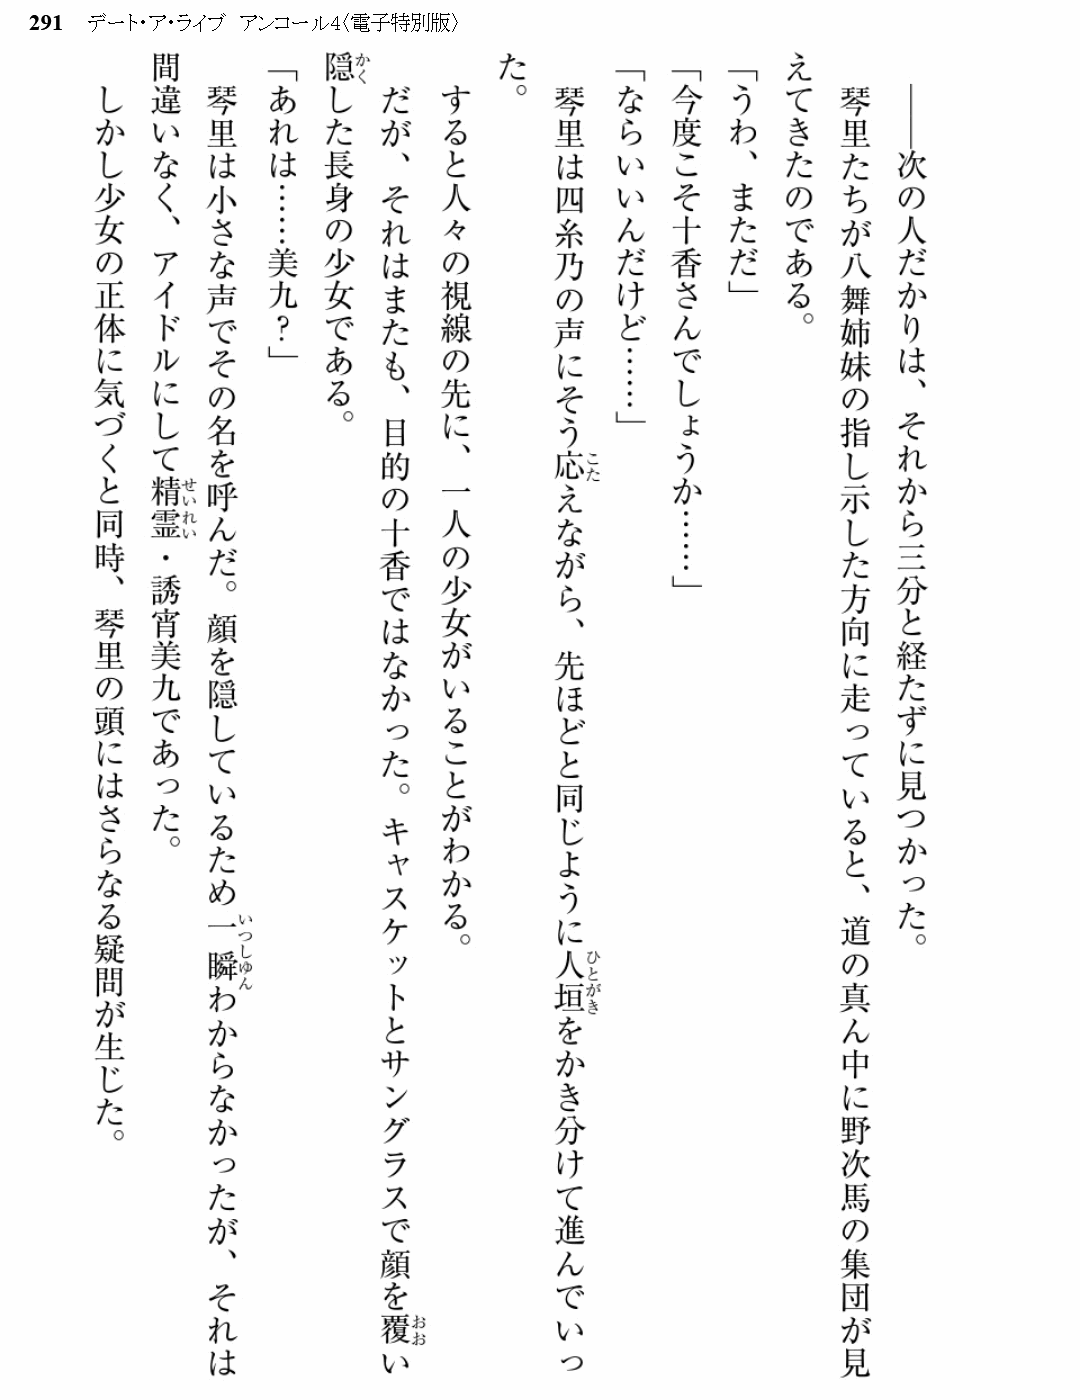 291 デート・ア・ライブ アンコール4〈電子特別版〉
――次の人だかりは、それから三分と経たずに見つかった。
琴里たちが八舞姉妹の指し示した方向に走っていると、道の真ん中に野次馬の集団が見
えてきたのである。
「うわ、まただ」
「今度こそ十香さんでしょうか……」
「ならいいんだけど……」
琴里は四糸乃の声にそう応えながら、先ほどと同じように人垣をかき分けて進んでいっ
た。
すると人々の視線の先に、一人の少女がいることがわかる。
だが、それはまたも、目的の十香ではなかった。キャスケットとサングラスで顔を覆い
隠した長身の少女である。
「あれは……美九?」
琴里は小さな声でその名を呼んだ。顔を隠しているため一瞬わからなかったが、それは
間違いなく、アイドルにして精霊・誘宵美九であった。
しかし少女の正体に気づくと同時、琴里の頭にはさらなる疑問が生じた。